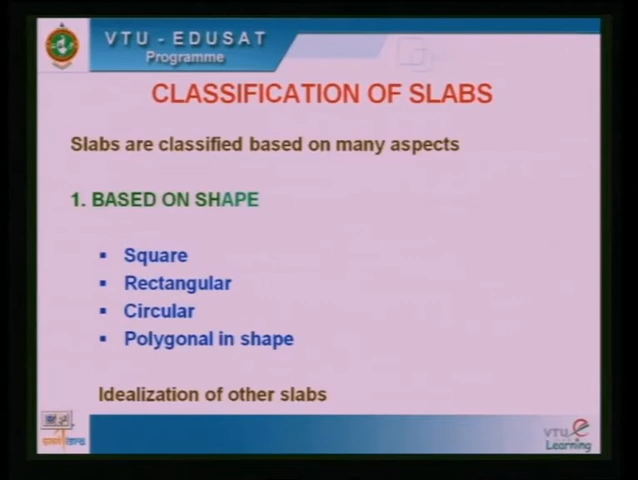 VTU - EDUSAT
Programme
CLASSIFICATION OF SLABS
Slabs are classified based on many aspects
1. BASED ON SHAPE
▪ Square
▪ Rectangular
▪ Circular
▪ Polygonal in shape
Idealization of other slabs
VTU e
Learning